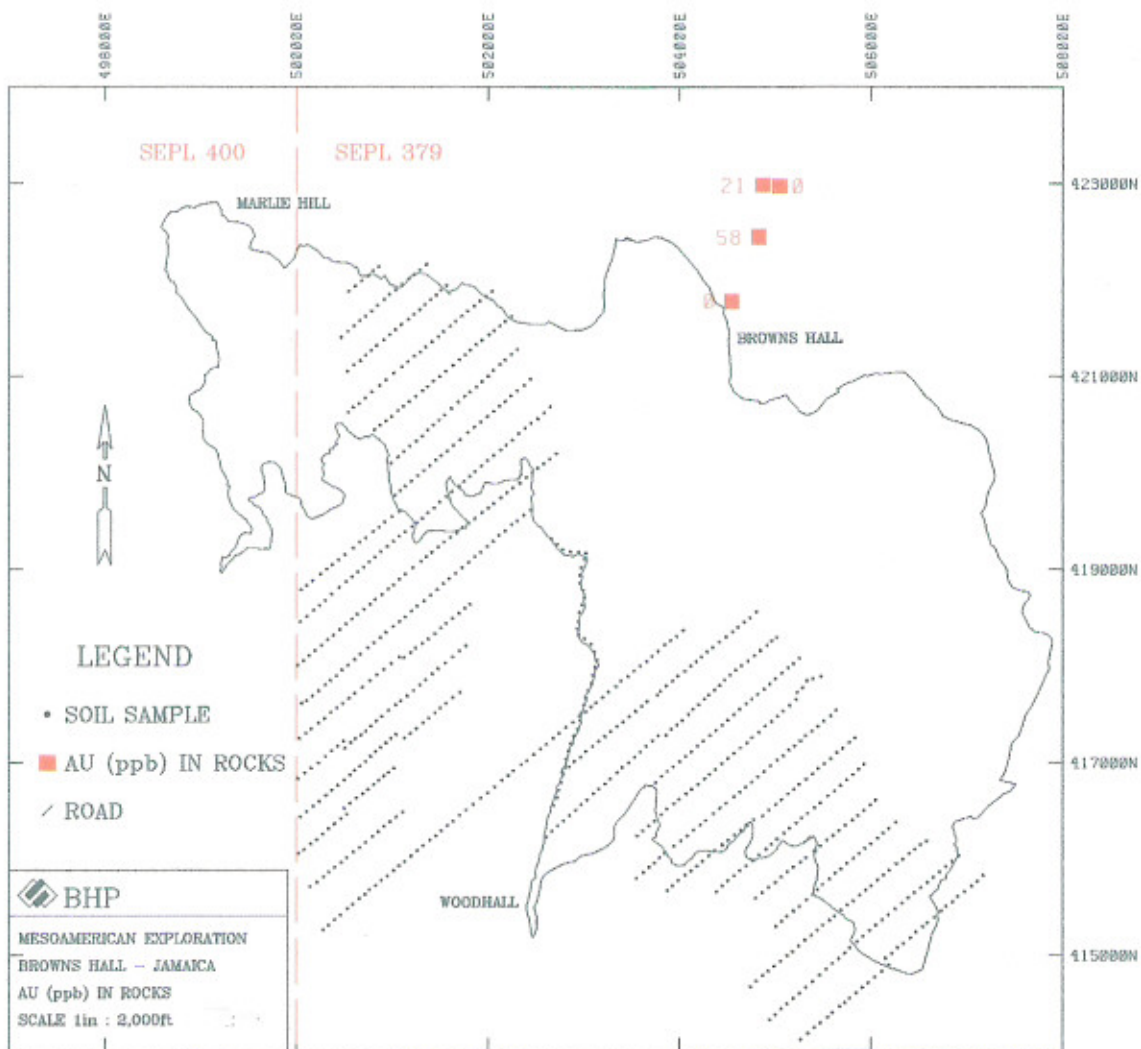 498000E
500000E
502000E
504000E
506000E
508000E
SEPL 400
SEPL 379
MARLIE HILL
21
0
423000N
58
0
BROWNS HALL
421000N
N
419000N
LEGEND
SOIL SAMPLE
AU (ppb) IN ROCKS
ROAD
417000N
WOODHALL
115000N
BHP
MESOAMERICAN EXPLORATION
BROWNS HALL - JAMAICA
AU (ppb) IN ROCKS
SCALE 1in : 2,000ft